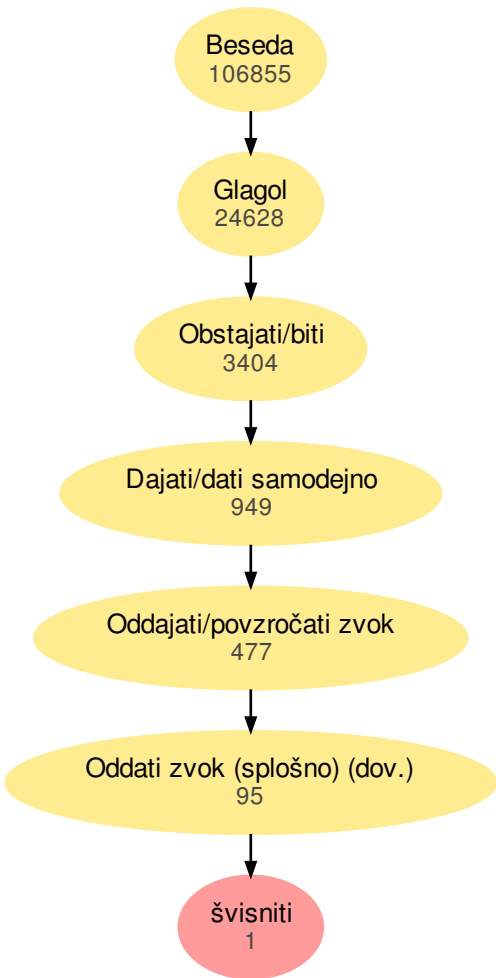 Beseda
106855
Glagol
24628
Obstajati/biti
3404
Dajati/dati samodejno
949
Oddajati/povzročati zvok
477
Oddati zvok (splošno) (dov.)
95
švisniti
1